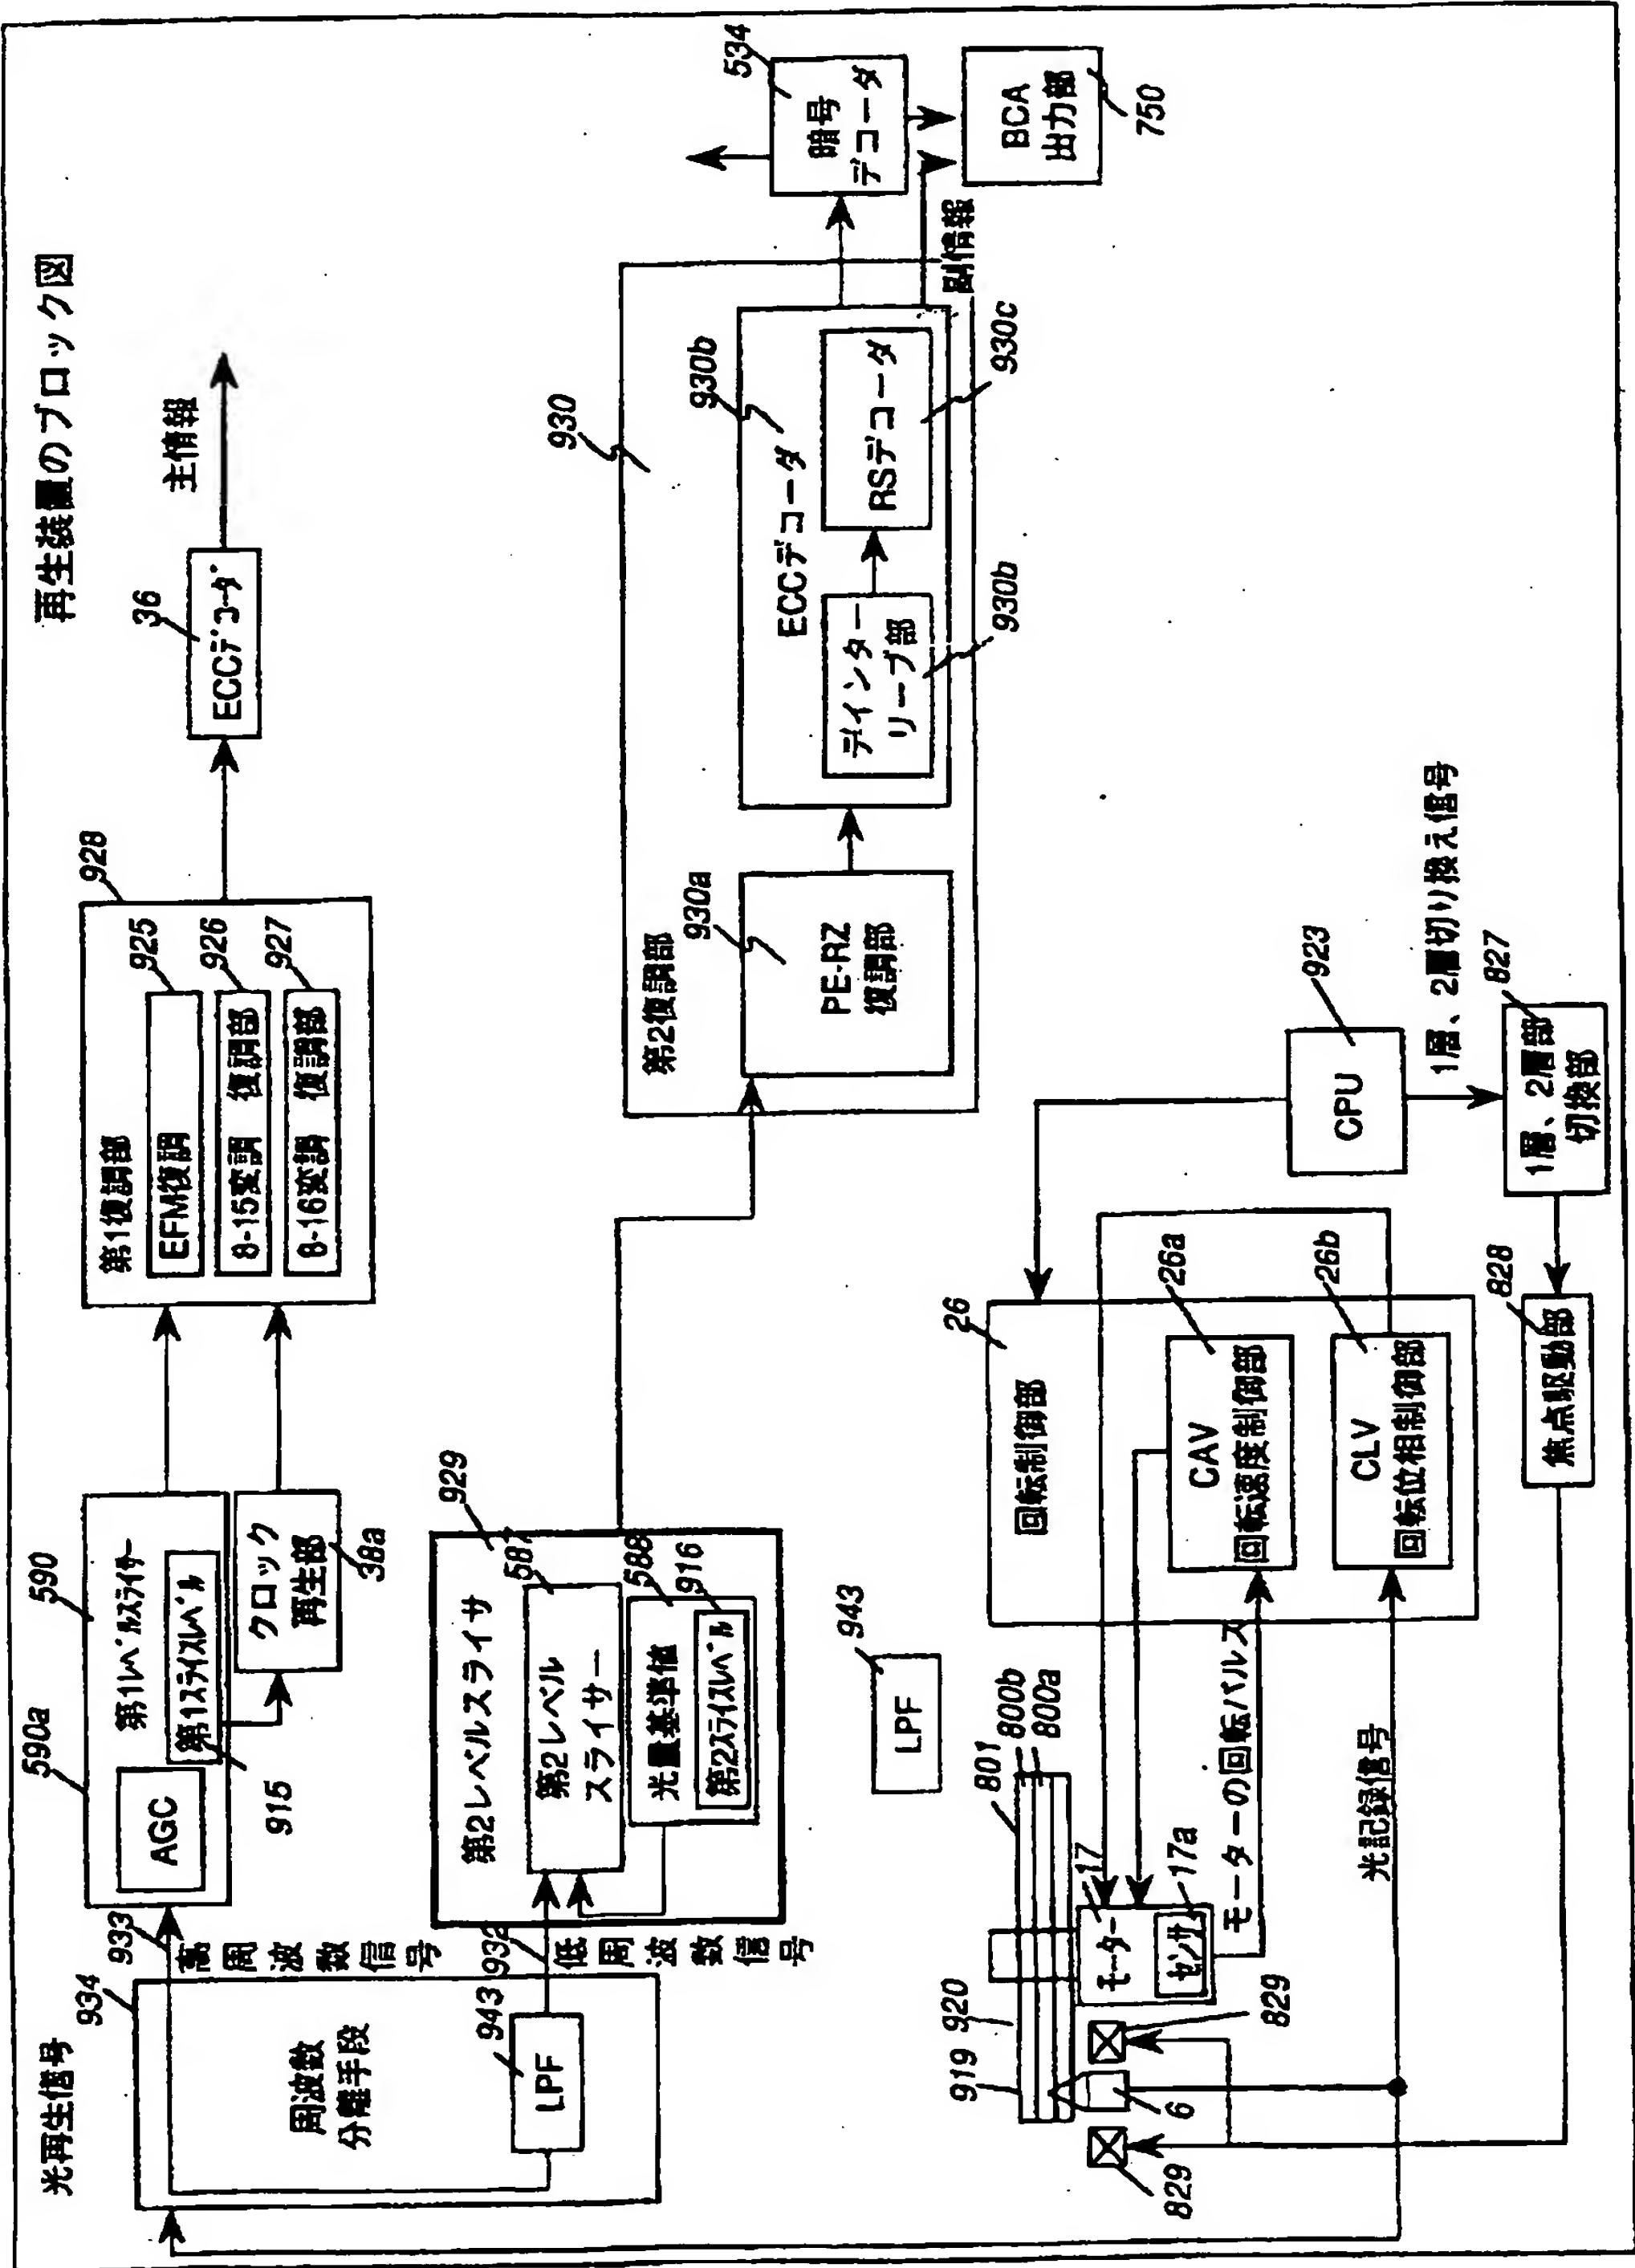 再生装置のブロック図
光再生信号
934
周波数
分離手段
943
LPF
933
高周波数信号
932
低周波数信号
590a
590
AGC
第1レベルスライサー
第1スライスレベル
915
クロック
再生部
38a
928
第1復調部
EFM復調
925
8-15変調 復調部
926
8-16変調 復調部
927
36
ECCデコーダ
主情報
929
第2レベルスライサ
587
第2レベル
スライサー
588
光量基準値
916
第2スライスレベル
930
第2復調部
930a
PE-RZ
復調部
930b
ECCデコーダ
ディンター
リーブ部
930b
RSデコーダ
930c
副情報
534
暗号
デコーダ
BCA
出力部
750
943
LPF
919
920
801
800b
800a
829
6
829
17
モーター
17a
センサ
モーターの回転パルス
光記録信号
26
回転制御部
26a
CAV
回転速度制御部
26b
CLV
回転位相制御部
923
CPU
1層、2層切り換え信号
827
1層、2層部
切換部
828
焦点駆動部